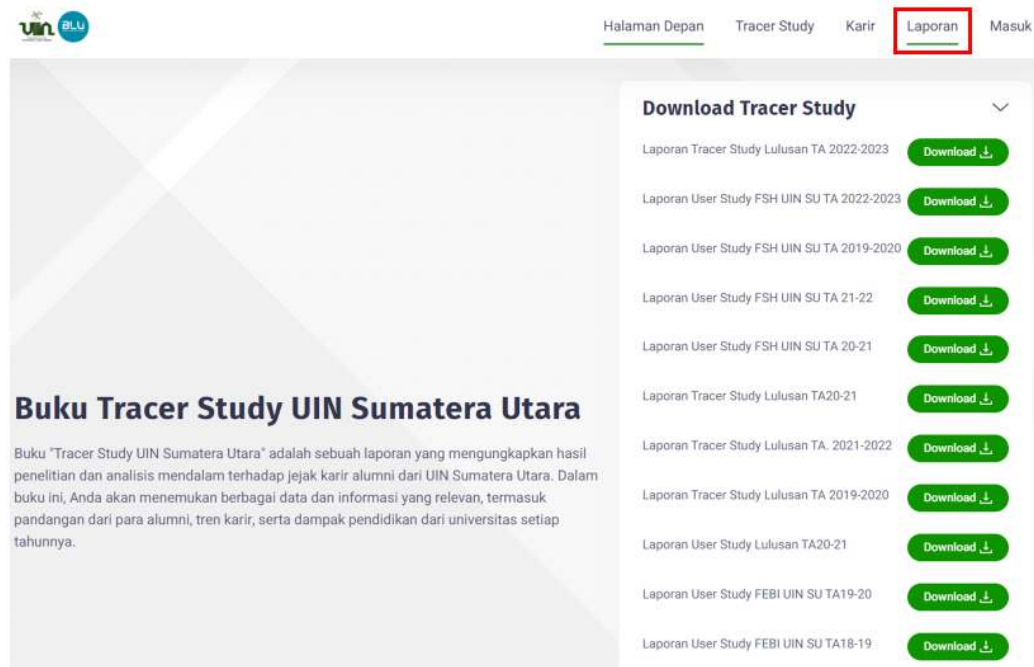 UIN BLU
Halaman Depan Tracer Study Karir Laporan Masuk
Buku Tracer Study UIN Sumatera Utara
Buku "Tracer Study UIN Sumatera Utara" adalah sebuah laporan yang mengungkapkan hasil
penelitian dan analisis mendalam terhadap jejak karir alumni dari UIN Sumatera Utara. Dalam
buku ini, Anda akan menemukan berbagai data dan informasi yang relevan, termasuk
pandangan dari para alumni, tren karir, serta dampak pendidikan dari universitas setiap
tahunnya.
Download Tracer Study
Laporan Tracer Study Lulusan TA 2022-2023 Download
Laporan User Study FSH UIN SU TA 2022-2023 Download
Laporan User Study FSH UIN SU TA 2019-2020 Download
Laporan User Study FSH UIN SU TA 21-22 Download
Laporan User Study FSH UIN SU TA 20-21 Download
Laporan Tracer Study Lulusan TA20-21 Download
Laporan Tracer Study Lulusan TA. 2021-2022 Download
Laporan Tracer Study Lulusan TA 2019-2020 Download
Laporan User Study Lulusan TA20-21 Download
Laporan User Study FEBI UIN SU TA19-20 Download
Laporan User Study FEBI UIN SU TA18-19 Download